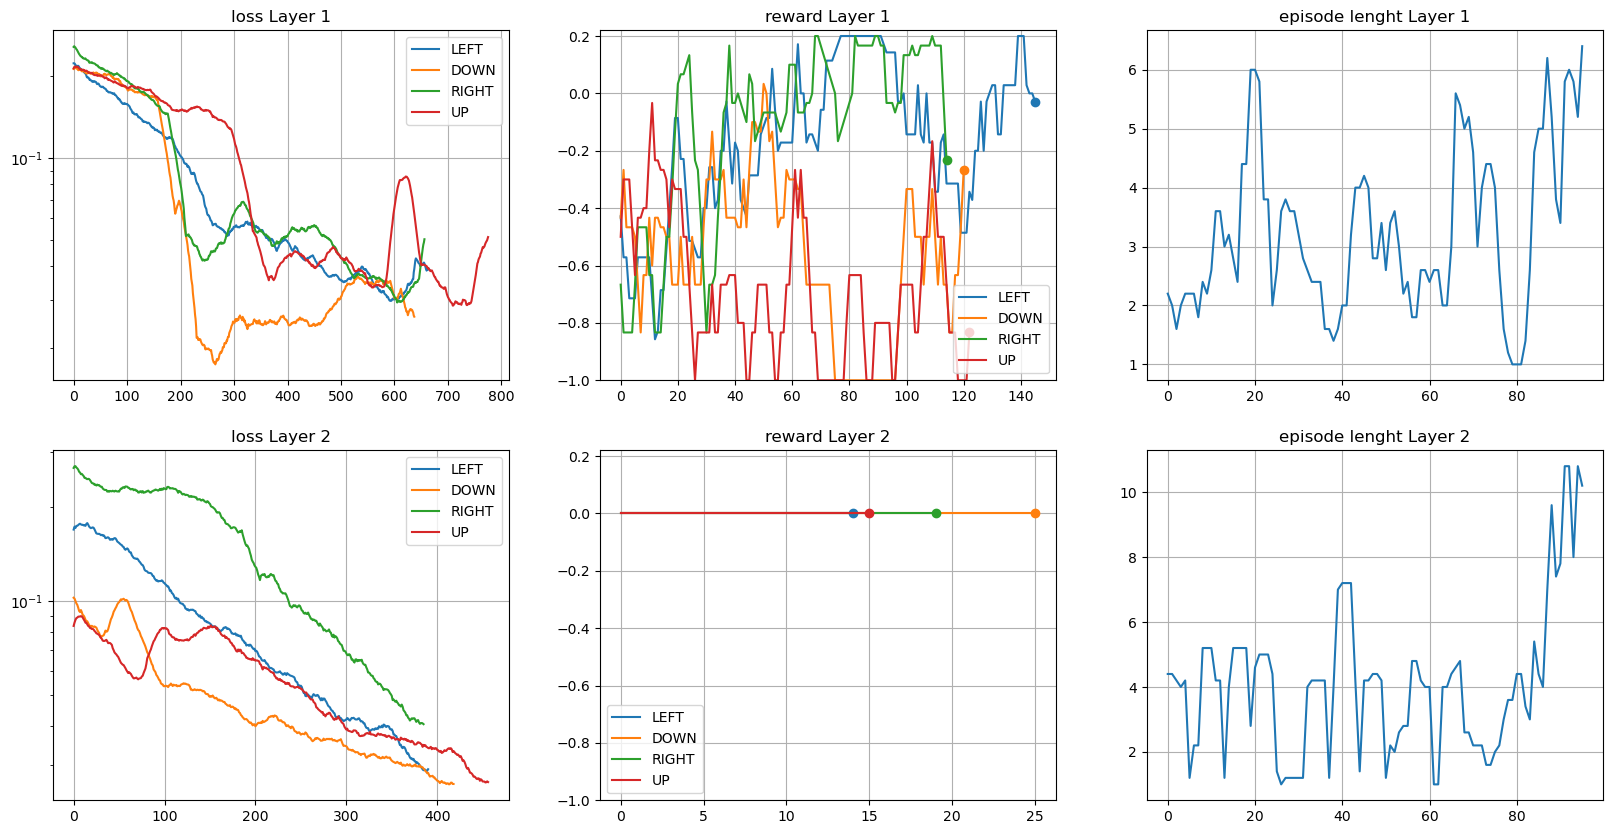 loss Layer 1
10⁻¹
LEFT
DOWN
RIGHT
UP
0 100 200 300 400 500 600 700 800
reward Layer 1
0.2
0.0
−0.2
−0.4
−0.6
−0.8
−1.0
LEFT
DOWN
RIGHT
UP
0 20 40 60 80 100 120 140
episode lenght Layer 1
6
5
4
3
2
1
0 20 40 60 80
loss Layer 2
10⁻¹
LEFT
DOWN
RIGHT
UP
0 100 200 300 400
reward Layer 2
0.2
0.0
−0.2
−0.4
−0.6
−0.8
−1.0
LEFT
DOWN
RIGHT
UP
0 5 10 15 20 25
episode lenght Layer 2
10
8
6
4
2
0 20 40 60 80